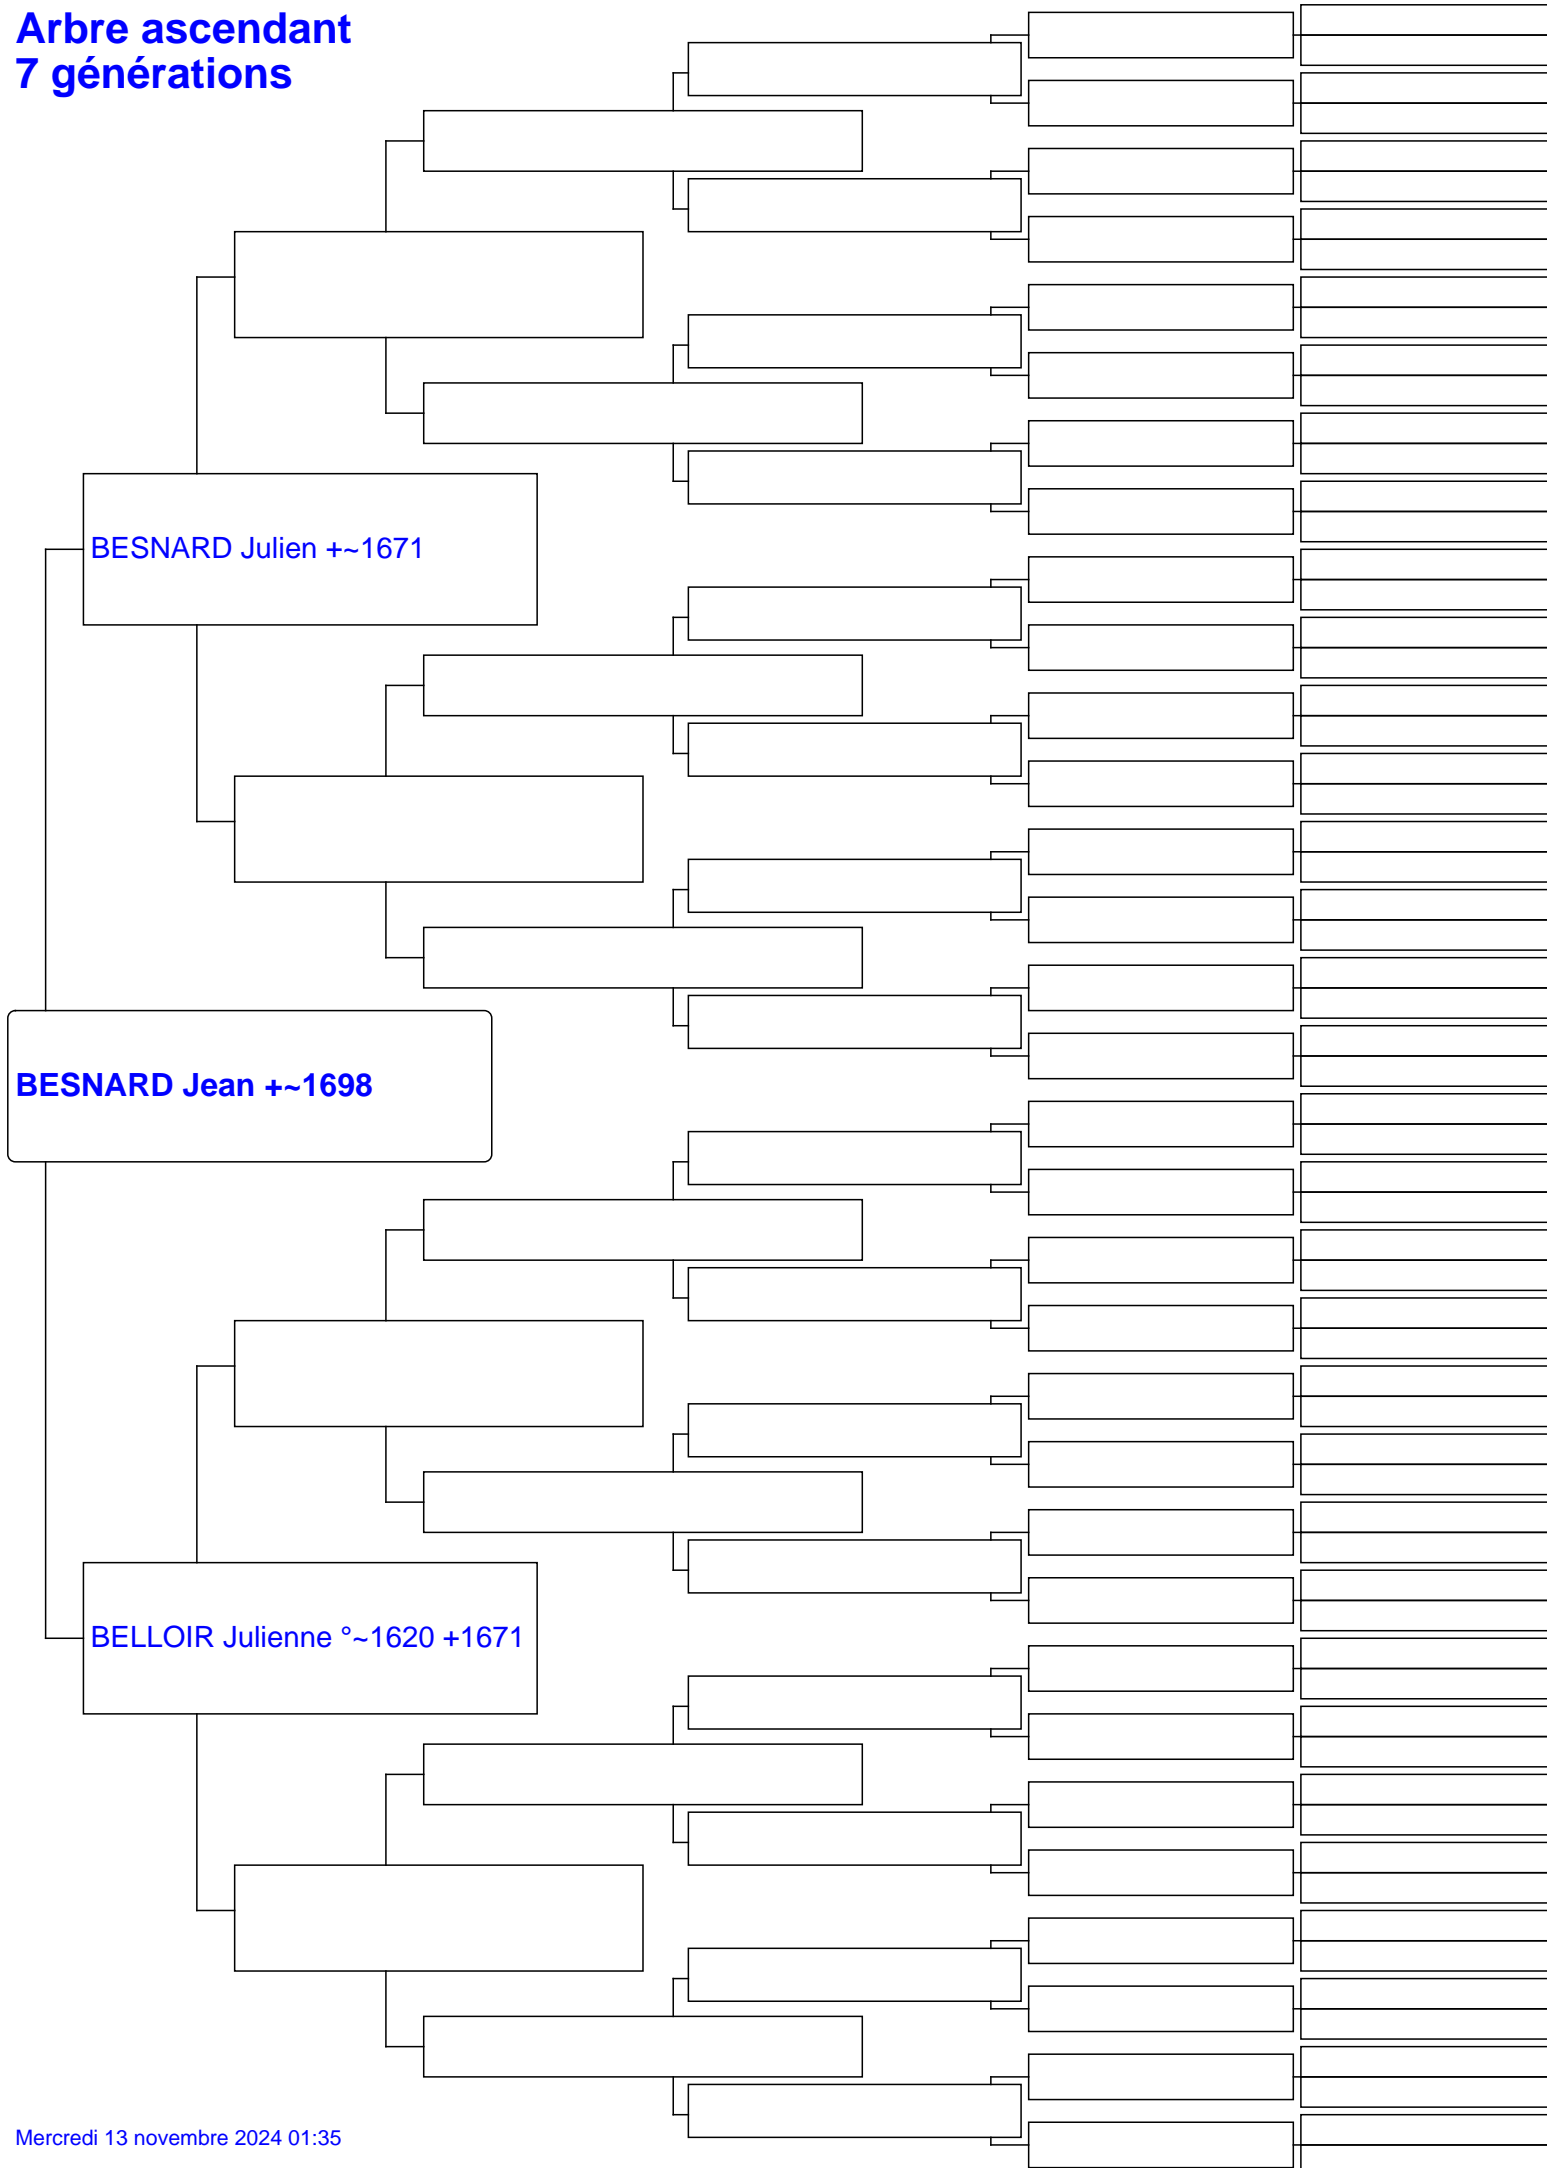 Arbre ascendant
7 générations
BESNARD Julien +~1671
BESNARD Jean +~1698
BELLOIR Julienne °~1620 +1671
Mercredi 13 novembre 2024 01:35